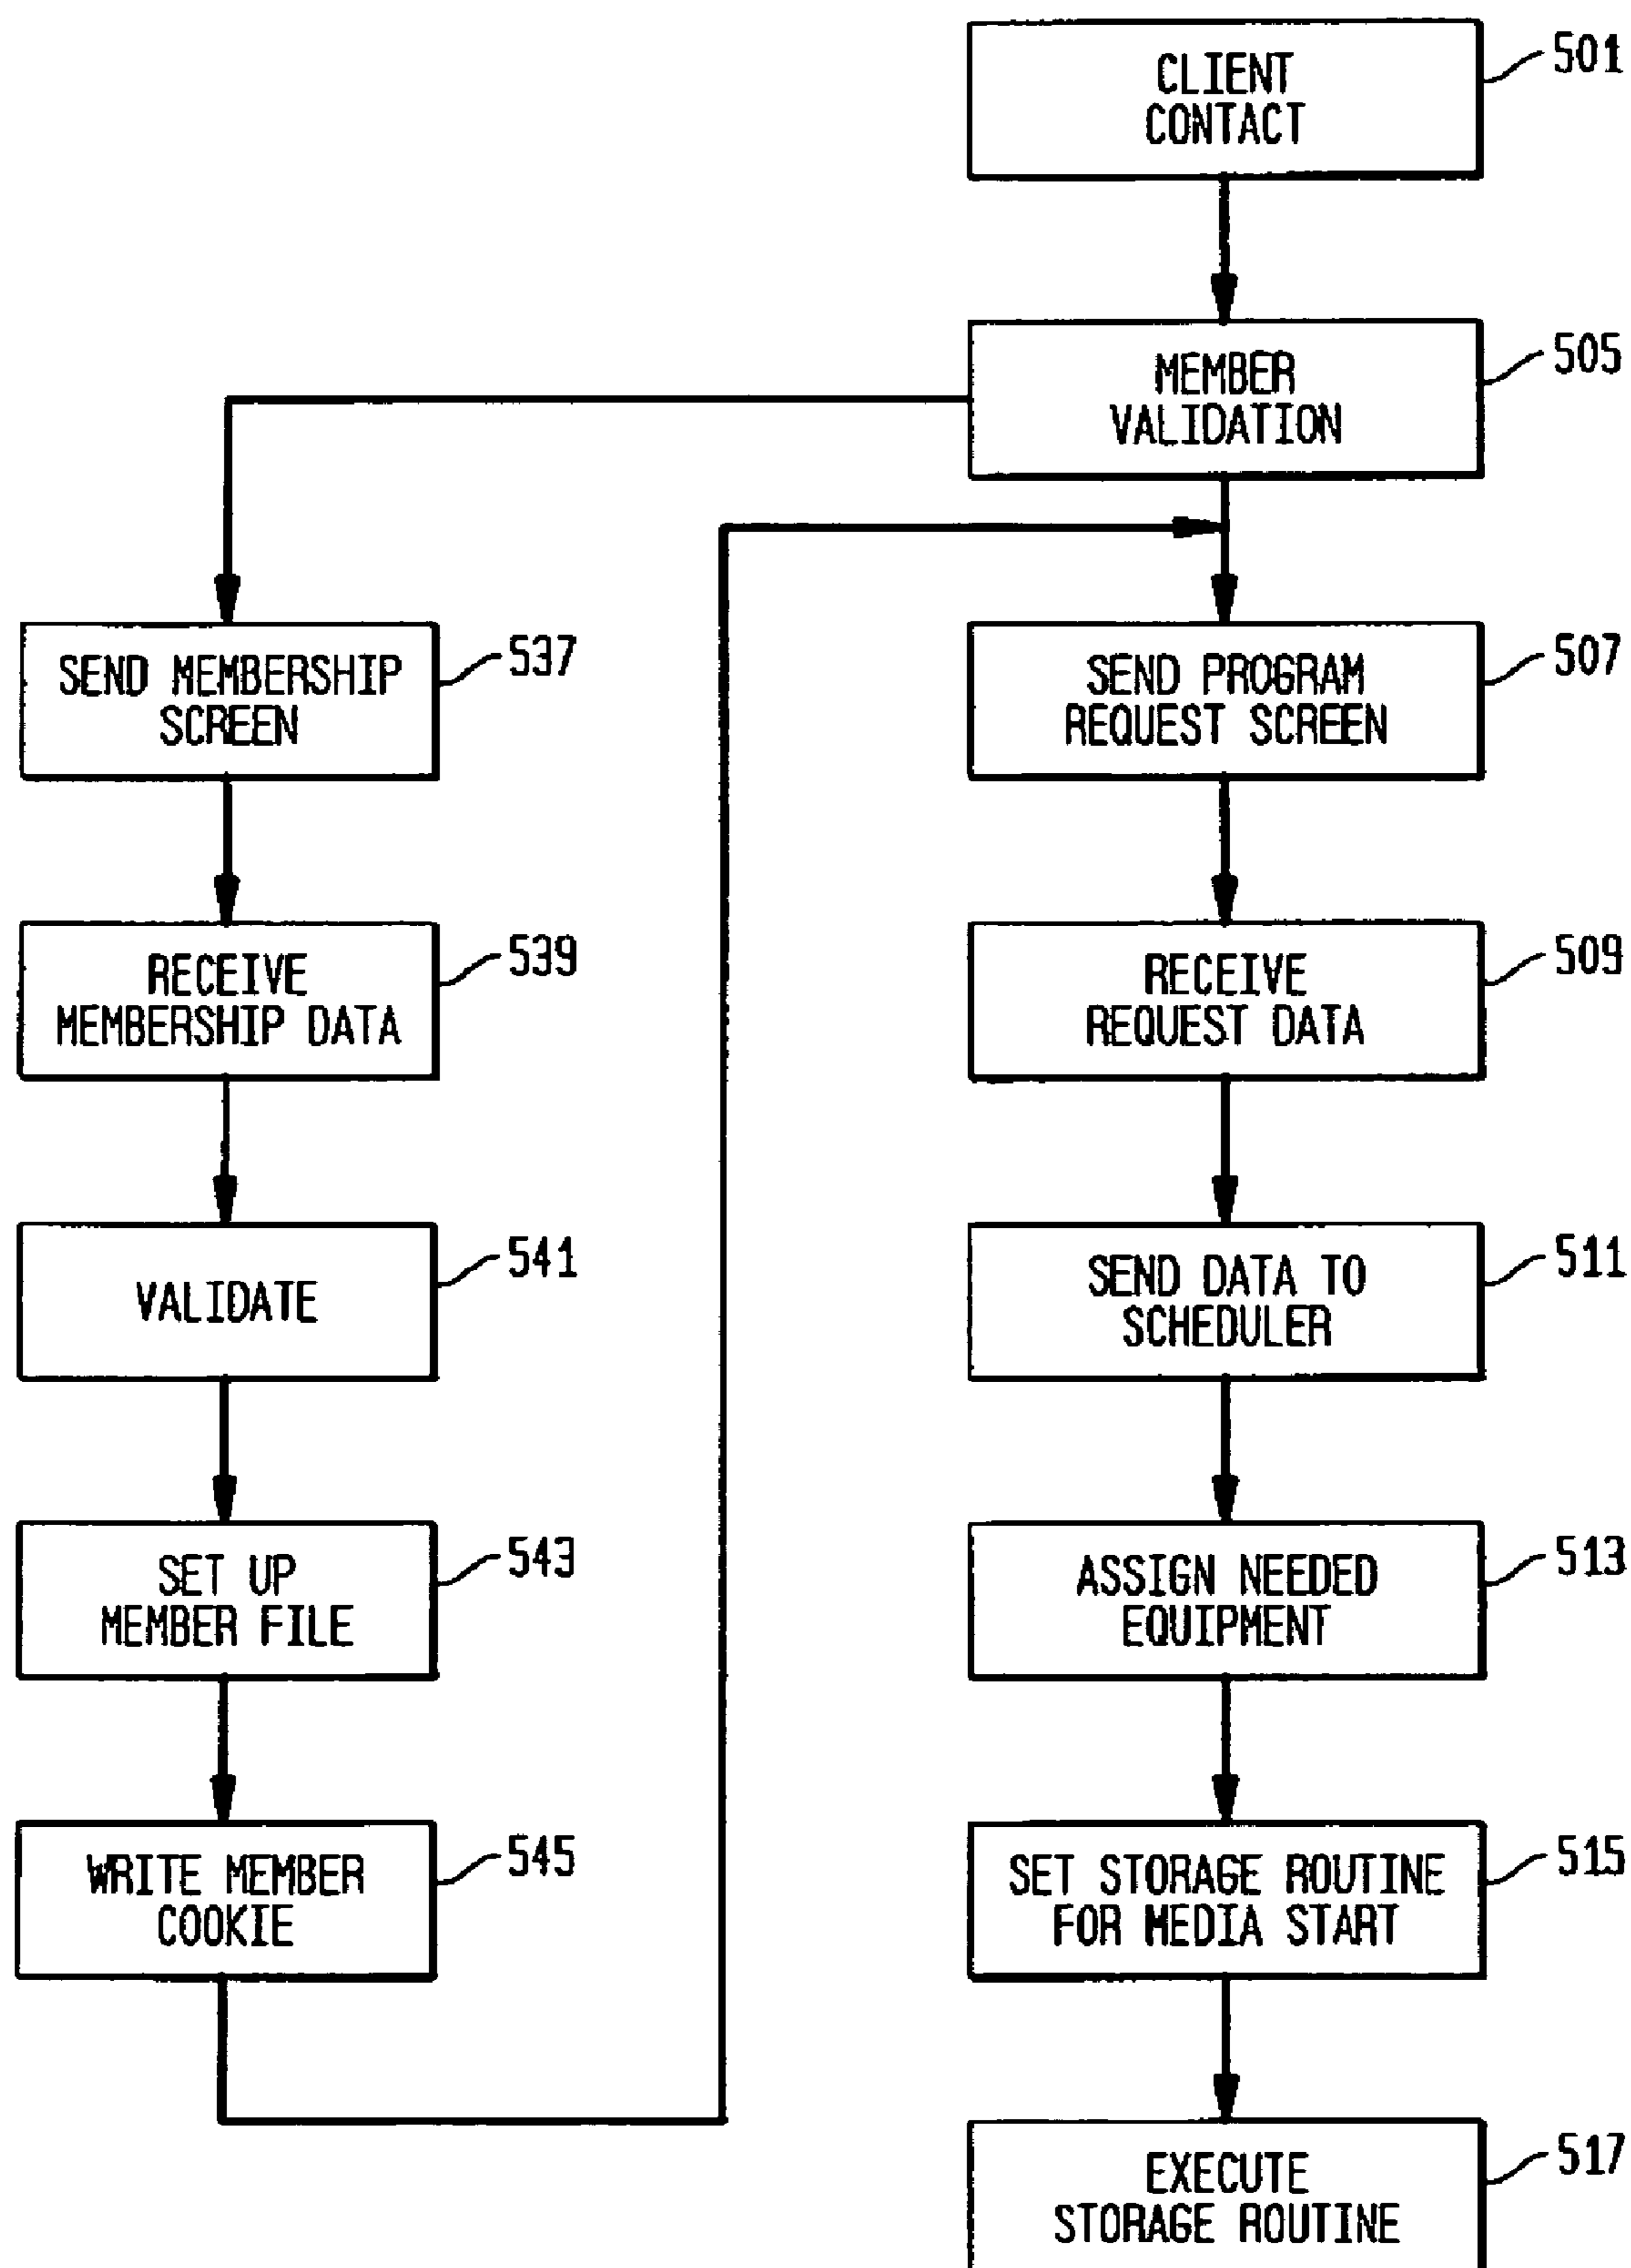 CLIENT
CONTACT
501
MEMBER
VALIDATION
505
SEND MEMBERSHIP
SCREEN
537
SEND PROGRAM
REQUEST SCREEN
507
RECEIVE
MEMBERSHIP DATA
539
RECEIVE
REQUEST DATA
509
VALIDATE
541
SEND DATA TO
SCHEDULER
511
SET UP
MEMBER FILE
543
ASSIGN NEEDED
EQUIPMENT
513
WRITE MEMBER
COOKIE
545
SET STORAGE ROUTINE
FOR MEDIA START
515
EXECUTE
STORAGE ROUTINE
517